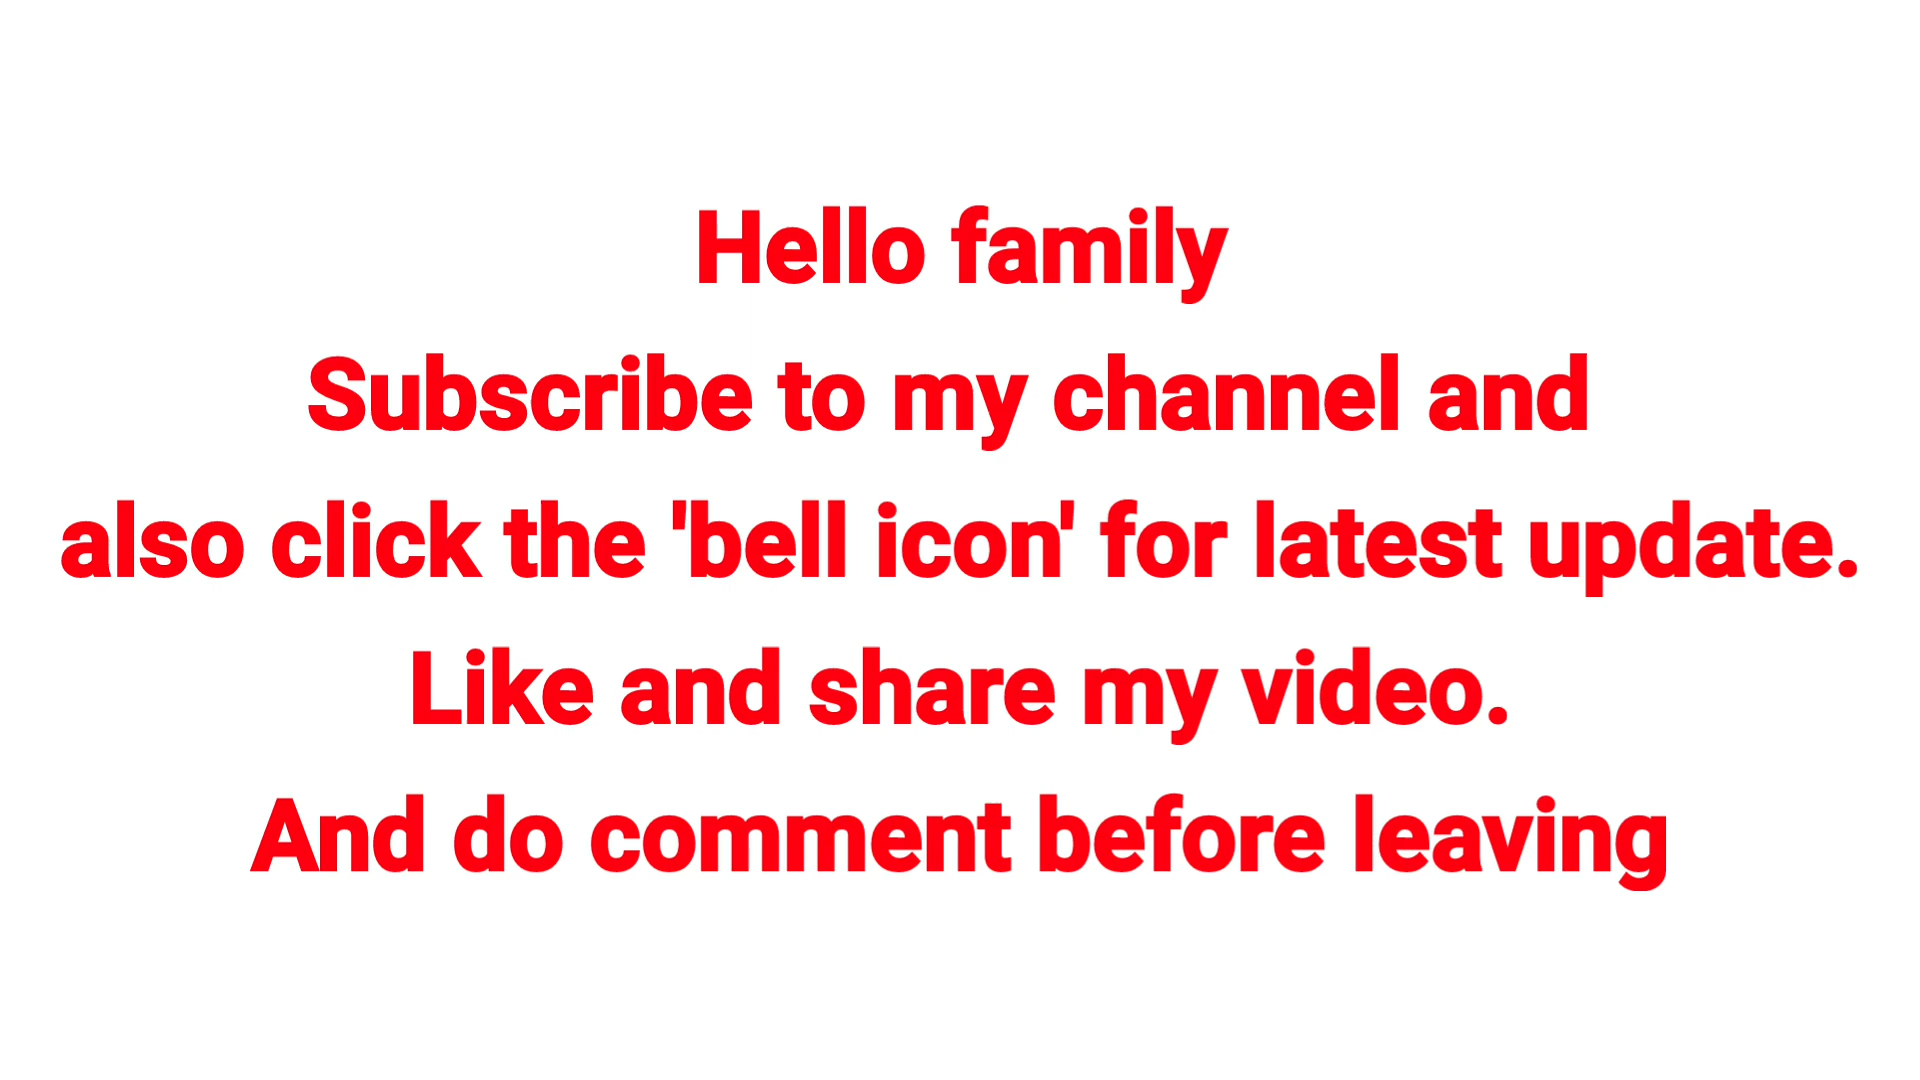 Hello family
Subscribe to my channel and
also click the 'bell icon' for latest update.
Like and share my video.
And do comment before leaving